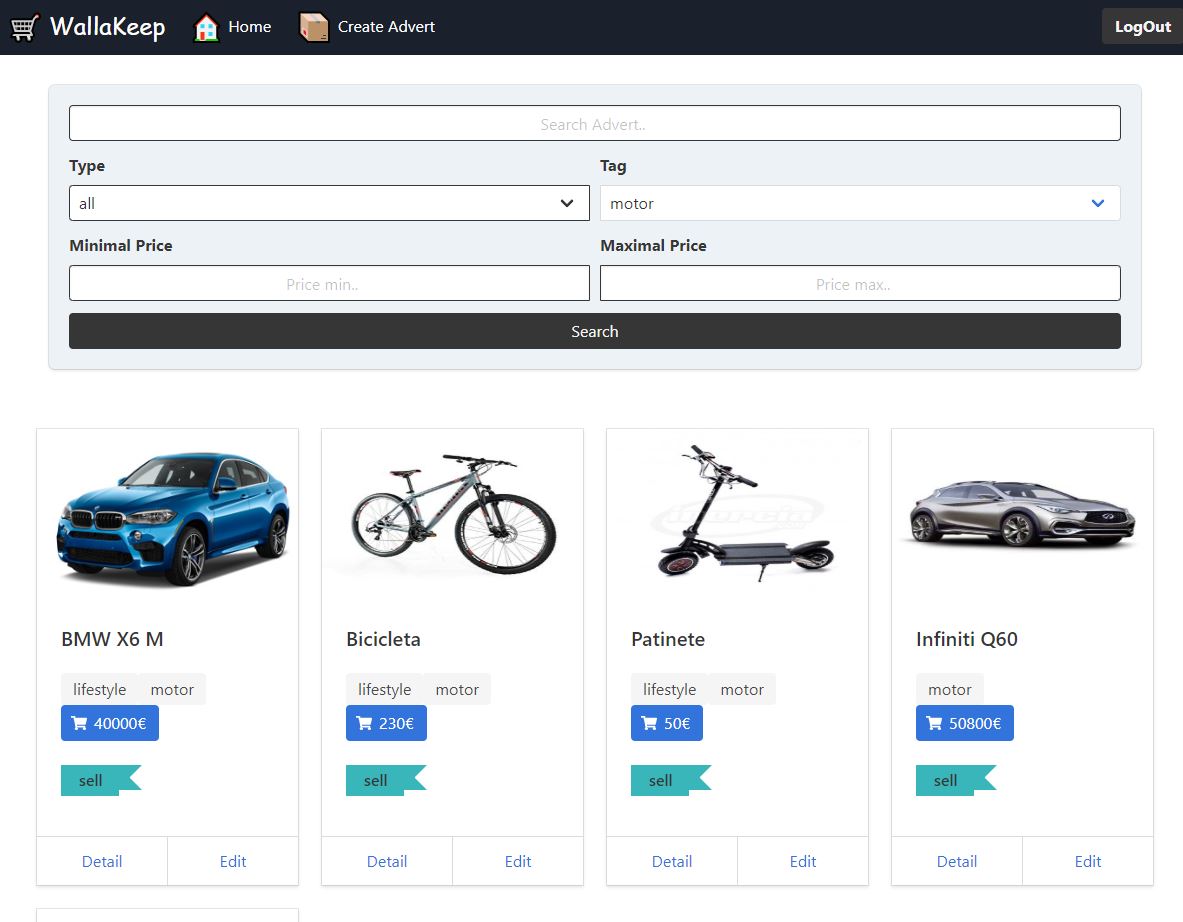 WallaKeep Home Create Advert LogOut
Search Advert..
Type Tag
all motor
Minimal Price Maximal Price
Price min.. Price max..
Search
BMW X6 M
lifestyle motor
40000€
sell
Detail Edit
Bicicleta
lifestyle motor
230€
sell
Detail Edit
Patinete
lifestyle motor
50€
sell
Detail Edit
Infiniti Q60
motor
50800€
sell
Detail Edit